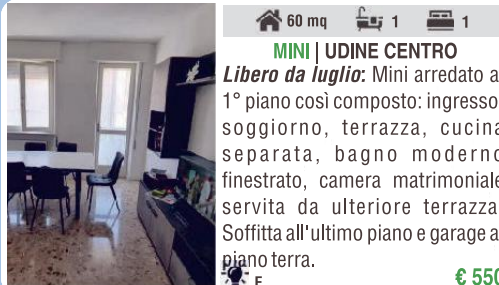 60 mq 1 1
MINI | UDINE CENTRO
Libero da luglio: Mini arredato a
1° piano così composto: ingresso
soggiorno, terrazza, cucina
separata, bagno moderno
finestrato, camera matrimoniale
servita da ulteriore terrazza
Soffitta all'ultimo piano e garage a
piano terra.
F € 550